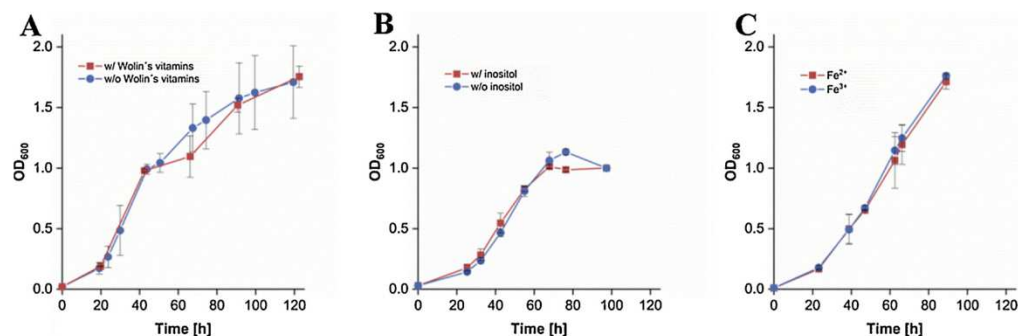 A
B
C
2.0
1.5
1.0
0.5
0.0
OD600
w/ Wolin´s vitamins
w/o Wolin´s vitamins
0 20 40 60 80 100 120
Time [h]
2.0
1.5
1.0
0.5
0.0
OD600
w/ inositol
w/o inositol
0 20 40 60 80 100 120
Time [h]
2.0
1.5
1.0
0.5
0.0
OD600
Fe2+
Fe3+
0 20 40 60 80 100 120
Time [h]